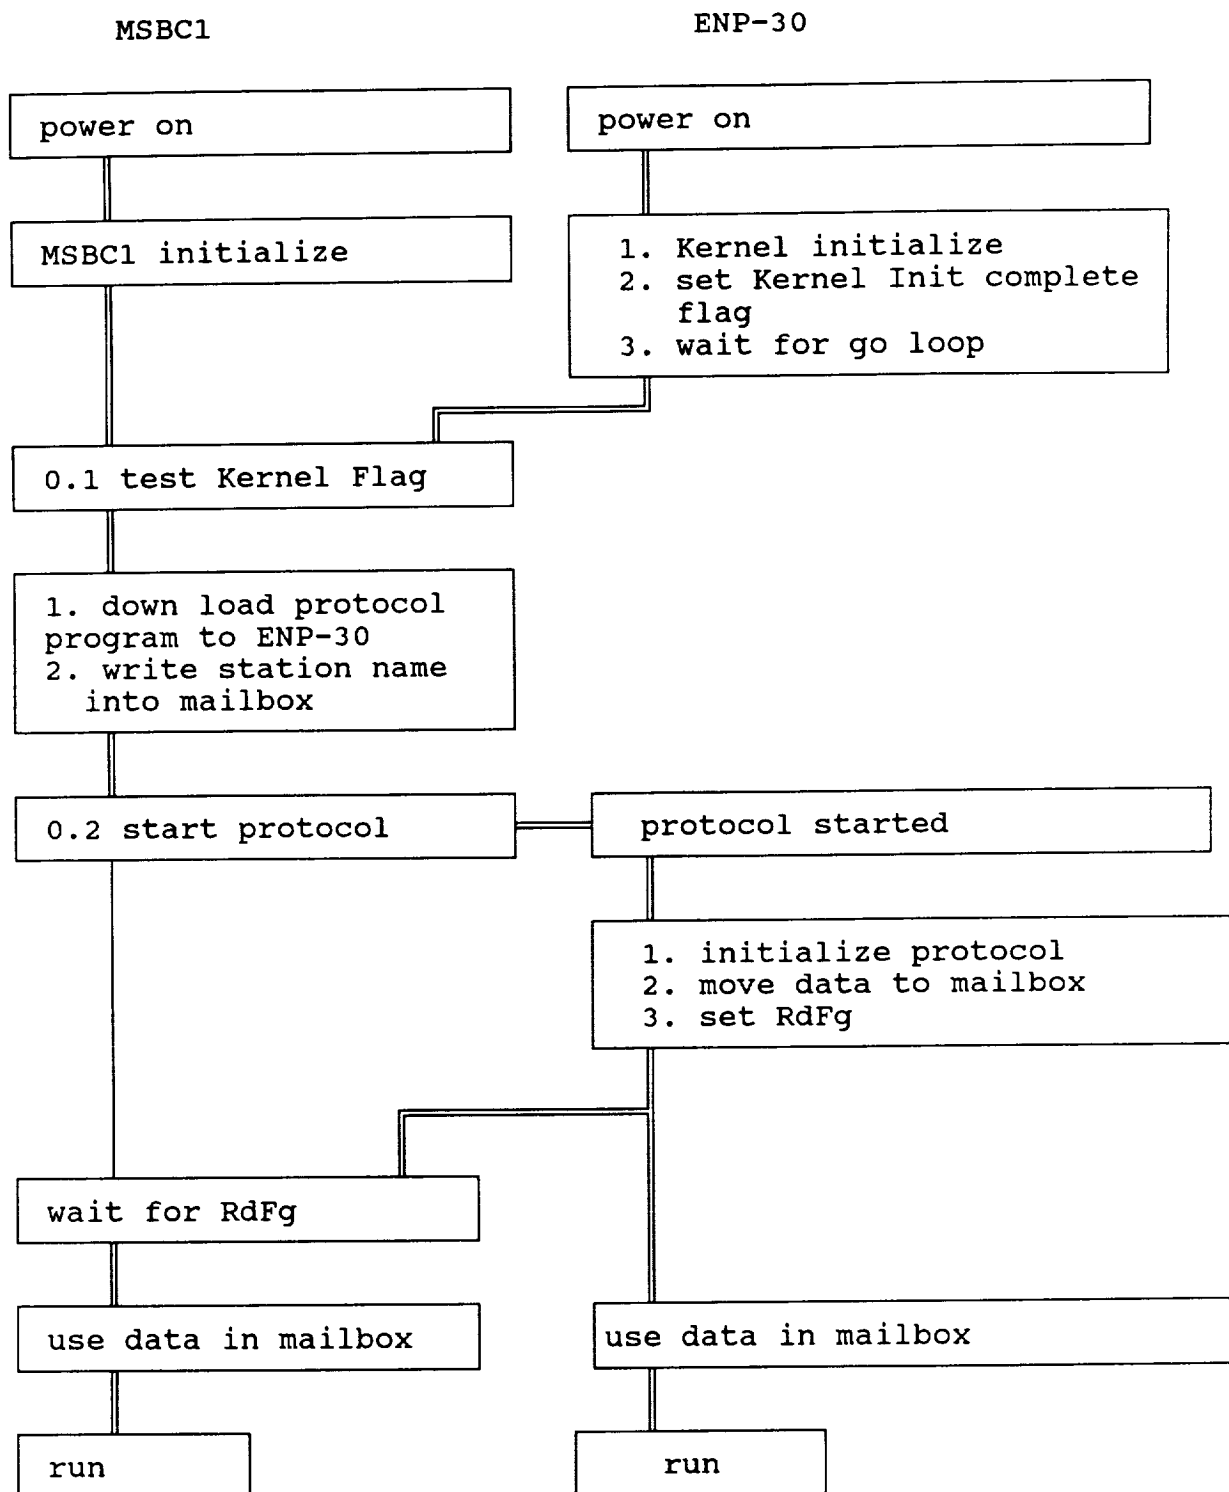 MSBC1
ENP-30
power on
power on
MSBC1 initialize
1. Kernel initialize
2. set Kernel Init complete
flag
3. wait for go loop
0.1 test Kernel Flag
1. down load protocol
program to ENP-30
2. write station name
into mailbox
0.2 start protocol
protocol started
1. initialize protocol
2. move data to mailbox
3. set RdFg
wait for RdFg
use data in mailbox
use data in mailbox
run
run